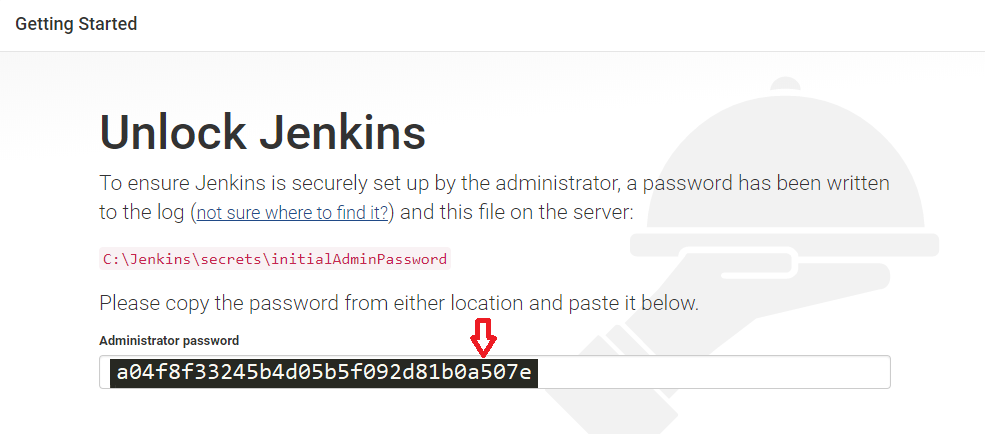 Getting Started
Unlock Jenkins
To ensure Jenkins is securely set up by the administrator, a password has been written
to the log (not sure where to find it?) and this file on the server:
C:\Jenkins\secrets\initialAdminPassword
Please copy the password from either location and paste it below.
Administrator password
a04f8f33245b4d05b5f092d81b0a507e